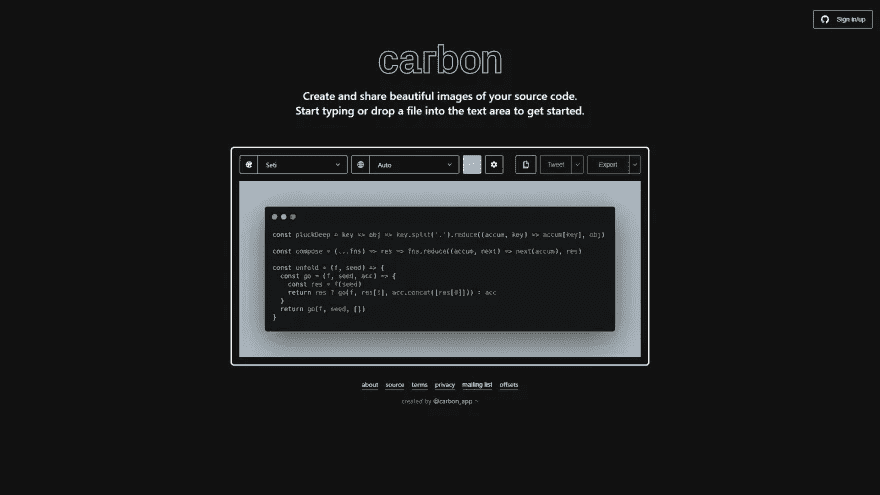 Sign in/up
carbon
Create and share beautiful images of your source code.
Start typing or drop a file into the text area to get started.
Seti Auto Tweet Export
const pluckDeep = key => obj => key.split('.').reduce((accum, key) => accum[key], obj)
const compose = (...fns) => res => fns.reduce((accum, next) => next(accum), res)
const unfold = (f, seed) => {
const go = (f, seed, acc) => {
const res = f(seed)
return res ? go(f, res[1], acc.concat([res[0]])) : acc
}
return go(f, seed, [])
}
about source terms privacy mailing list offsets
created by @carbon_app ¬